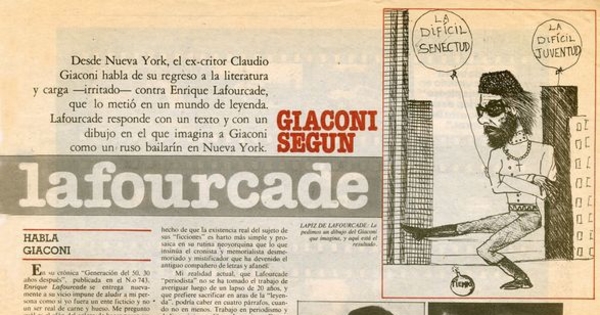 Desde Nueva York, el ex-critor Claudio
Giaconi habla de su regreso a la literatura
y carga —irritado— contra Enrique Lafourcade,
que lo metió en un mundo de leyenda.
Lafourcade responde con un texto y con un
dibujo en el que imagina a Giaconi
como un ruso bailarín en Nueva York.
GIACONI
SEGUN
lafourcade
LA
DIFÍCIL
SENECTUD
LA
DIFÍCIL
JUVENTUD
TIEMPO
LAPIZ DE LAFOURCADE: Le
pedimos un dibujo del Giaconi
que imagina, y aquí está el
resultado.
HABLA
GIACONI
En su crónica "Generación del 50, 30
años después", publicada en el N.o 743,
Enrique Lafourcade se entrega nueva-
mente a su vicio impune de aludir a mi per-
sona como si yo fuera un ente ficticio y no
un ser real de carne y hueso. Me pregunto
hecho de que la existencia real del sujeto de
sus "ficciones" es harto más simple y pro-
saica en su rutina neoyorquina que lo que
insinúa el cronista y memorialista desme-
moriado y mistificador que ha devenido el
antiguo compañero de letras y afanes.
Mi realidad actual, que Lafourcade
"periodista" no se ha tomado el trabajo de
averiguar luego de un lapso de 20 años, y
que prefiere sacrificar en aras de la "leyen-
da", podría caber en cuatro párrafos, cuan-
do no en menos. Trabajo en periodismo y